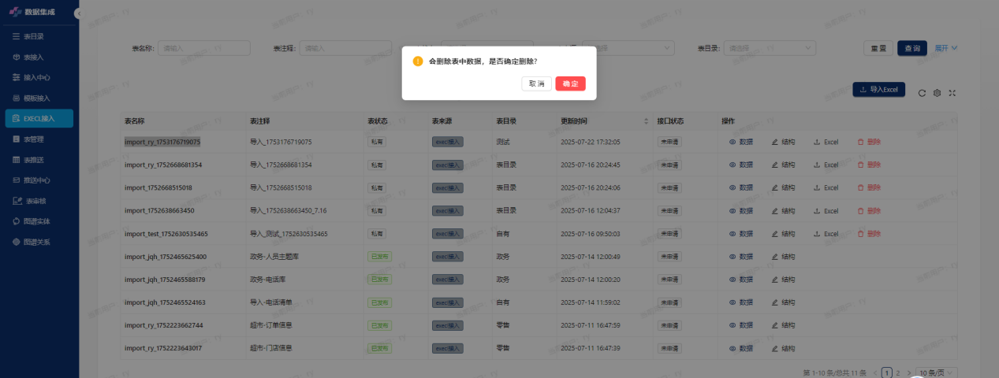 数据集成
表目录
表接入
接入中心
模板接入
EXECL接入
表管理
表推送
推送中心
表审核
图谱实体
图谱关系
表名称: 请输入 表注释: 请输入 选择 表目录: 请选择 重置 查询 展开
会删除表中数据，是否确定删除？
取消 确定
导入Excel
表名称 表注释 表状态 表来源 表目录 更新时间 接口状态 操作
import_ry_1753176719075 导入_1753176719075 私有 execl接入 测试 2025-07-22 17:32:05 未申请 数据 结构 Excel 删除
import_ry_1752668681354 导入_1752668681354 私有 execl接入 表目录 2025-07-16 20:24:45 未申请 数据 结构 Excel 删除
import_1752668515018 导入_1752668515018 私有 execl接入 表目录 2025-07-16 20:24:06 未申请 数据 结构 Excel 删除
import_1752638663450 导入_1752638663450_7.16 私有 execl接入 表目录 2025-07-16 12:04:37 未申请 数据 结构 Excel 删除
import_test_1752630535465 导入_测试_1752630535465 私有 execl接入 自有 2025-07-16 09:50:03 未申请 数据 结构 Excel 删除
import_jqh_1752465625400 政务-人员主题库 已发布 execl接入 政务 2025-07-14 12:00:49 未申请 数据 结构
import_jqh_1752465588179 政务-电话库 已发布 execl接入 政务 2025-07-14 12:00:20 未申请 数据 结构
import_jqh_1752465524163 导入-电话清单 已发布 execl接入 自有 2025-07-14 11:59:02 未申请 数据 结构
import_ry_1752223662744 超市-订单信息 已发布 execl接入 零售 2025-07-11 16:47:59 未申请 数据 结构
import_ry_1752223643017 超市-门店信息 已发布 execl接入 零售 2025-07-11 16:47:39 未申请 数据 结构
第 1-10 条/总共 11 条 1 2 10 条/页